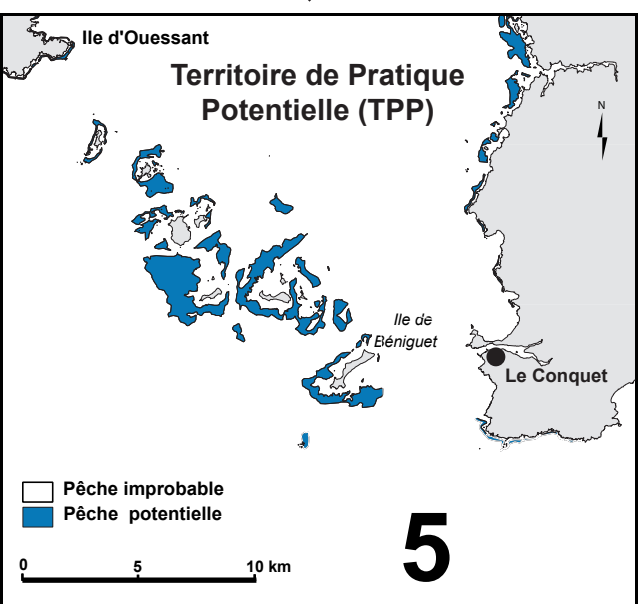 Ile d'Ouessant
Territoire de Pratique
Potentielle (TPP)
N
Ile de
Béniguet
Le Conquet
Pêche improbable
Pêche potentielle
0 5 10 km
5